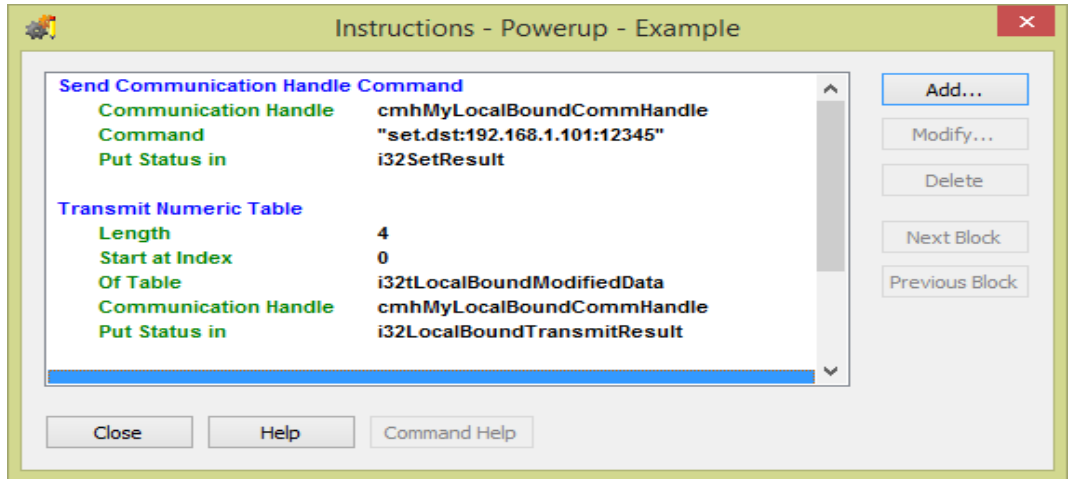 Instructions - Powerup - Example
Send Communication Handle Command
Communication Handle cmhMyLocalBoundCommHandle
Command "set.dst:192.168.1.101:12345"
Put Status in i32SetResult
Transmit Numeric Table
Length 4
Start at Index 0
Of Table i32tLocalBoundModifiedData
Communication Handle cmhMyLocalBoundCommHandle
Put Status in i32LocalBoundTransmitResult
Add...
Modify...
Delete
Next Block
Previous Block
Close Help Command Help